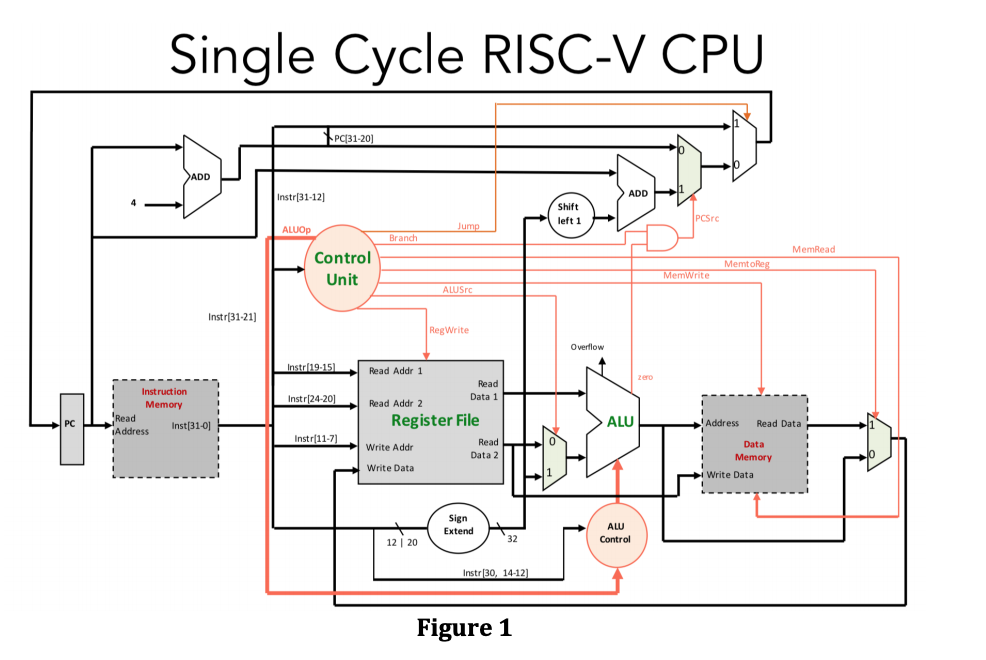 Single Cycle RISC-V CPU
1
PC[31-20]
0
0
ADD
ADD
1
4
Instr[31-12]
Shift
left 1
PCSrc
ALUOp
Jump
Branch
MemRead
Control
Unit
MemtoReg
MemWrite
ALUSrc
Instr[31-21]
RegWrite
Overflow
Instr[19-15]
Read Addr 1
zero
Read
Data 1
Instruction
Memory
Instr[24-20]
Read Addr 2
Register File
ALU
PC
Read
Address
Inst[31-0]
Address
Read Data
1
Instr[11-7]
Write Addr
Read
Data 2
0
Data
Memory
0
Write Data
1
Write Data
Sign
Extend
12 | 20
32
ALU
Control
Instr[30, 14-12]
Figure 1